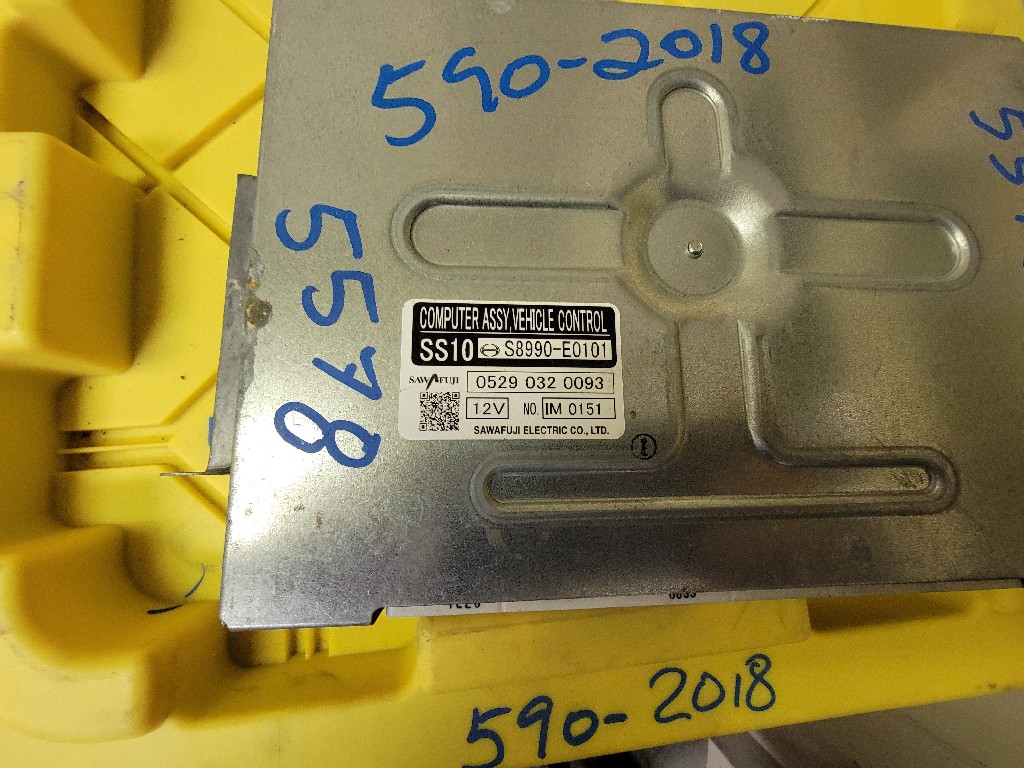 590-2018
5578
COMPUTER ASSY, VEHICLE CONTROL
SS10 S8990-E0101
SAWAFUJI 0529 032 0093
12V NO. IM 0151
SAWAFUJI ELECTRIC CO., LTD.
590-2018